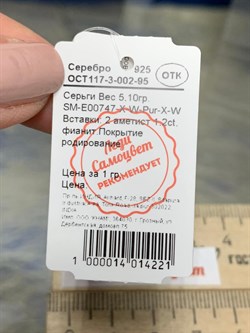 Серебро 925
ОСТ117-3-002-95
ОТК
Серьги Вес 5.10гр.
SM-E00747-X-W-Pur-X-W
Вставки: 2 аметист 1.2ct.
фианит.Покрытие
родирование
Леди
Самоцвет
РЕКОМЕНДУЕТ
Цена за 1 гр.
Цена:
1 000014 014221